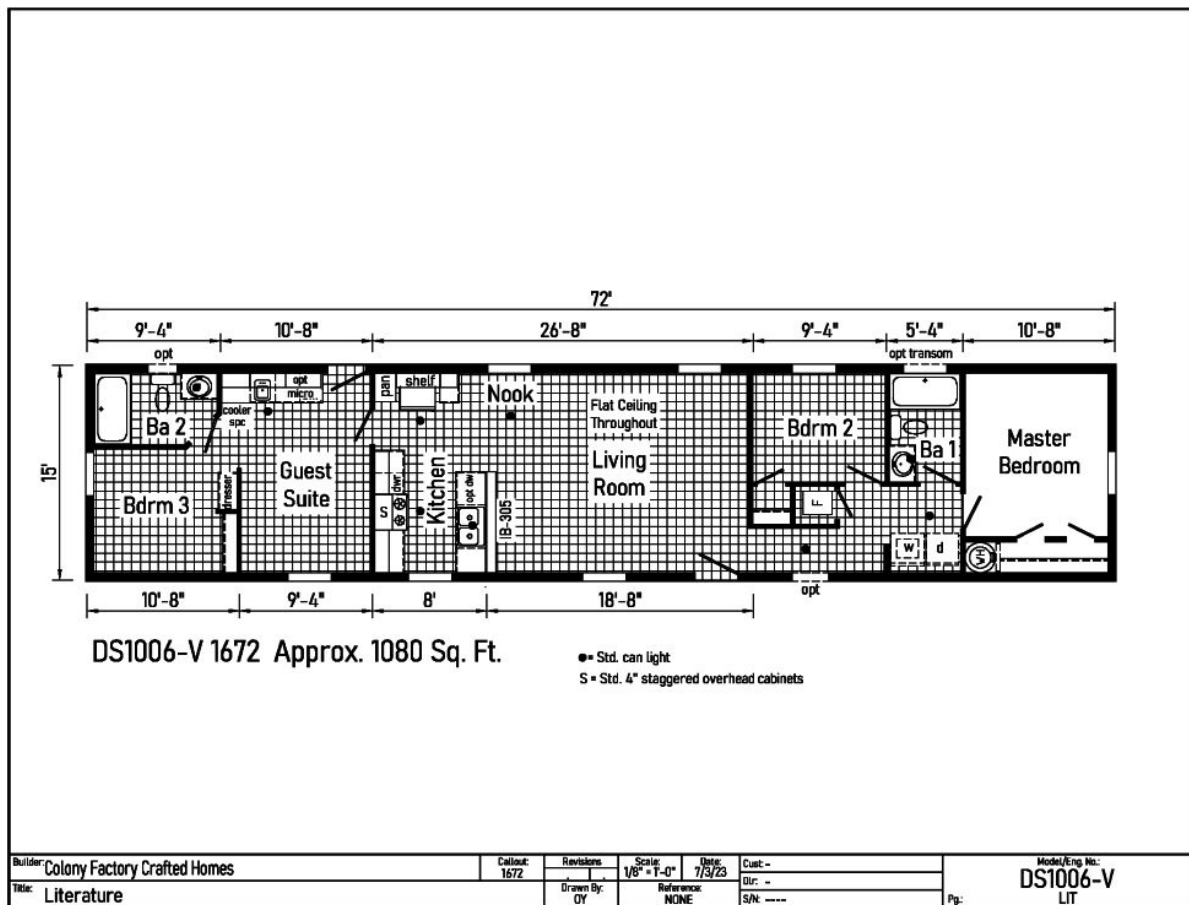 72'
9'-4"
10'-8"
26'-8"
9'-4"
5'-4"
10'-8"
opt
opt transom
15'
Ba 2
cooler
spc
opt
micro
pan
shelf
Nook
Flat Ceiling
Throughout
Living
Room
Bdrm 2
Ba 1
Master
Bedroom
Bdrm 3
dresser
Guest
Suite
S
dwr
Kitchen
opt dw
IB-305
F
W
d
WH
opt
10'-8"
9'-4"
8'
18'-8"
DS1006-V 1672 Approx. 1080 Sq. Ft.
●= Std. can light
S = Std. 4" staggered overhead cabinets
Builder: Colony Factory Crafted Homes
Callout:
1672
Revisions
Scale:
1/8" = 1'-0"
Date:
7/3/23
Cust: -
Dlr: -
S/N: ----
Model/Eng. No.:
DS1006-V
Title: Literature
Drawn By:
OY
Reference:
NONE
Pg.: LIT